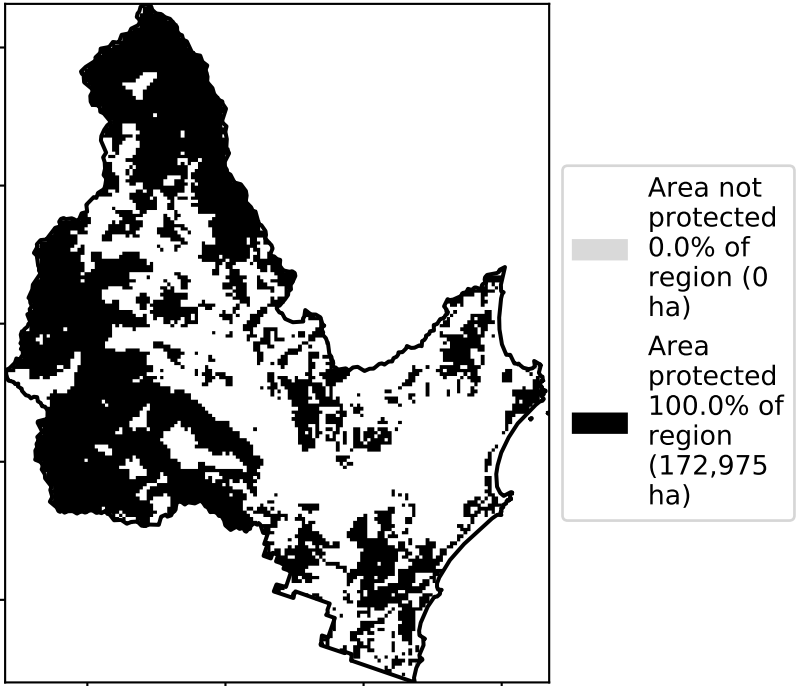 Area not
protected
0.0% of
region (0
ha)
Area
protected
100.0% of
region
(172,975
ha)